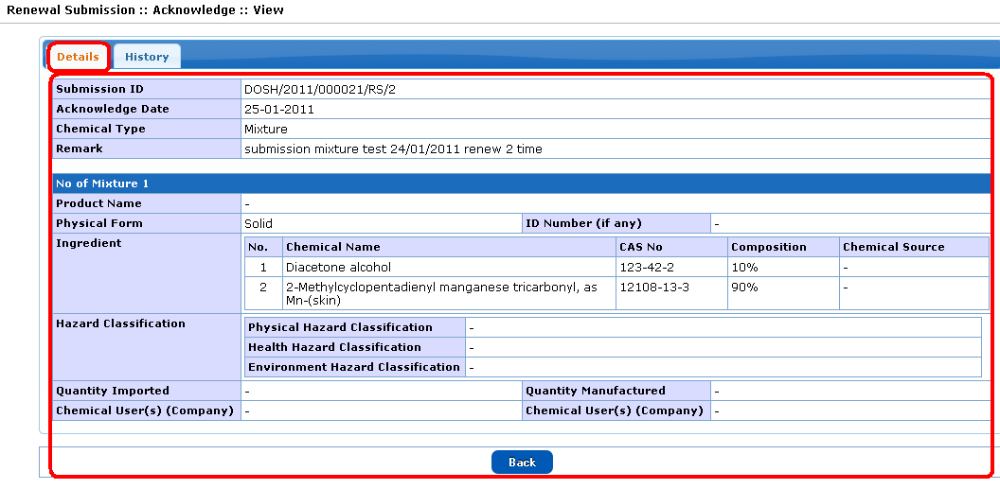 Renewal Submission :: Acknowledge :: View
Details History
Submission ID DOSH/2011/000021/RS/2
Acknowledge Date 25-01-2011
Chemical Type Mixture
Remark submission mixture test 24/01/2011 renew 2 time
No of Mixture 1
Product Name -
Physical Form Solid ID Number (if any) -
Ingredient
No. Chemical Name CAS No Composition Chemical Source
1 Diacetone alcohol 123-42-2 10% -
2 2-Methylcyclopentadienyl manganese tricarbonyl, as 12108-13-3 90% -
Mn-(skin)
Hazard Classification
Physical Hazard Classification -
Health Hazard Classification -
Environment Hazard Classification -
Quantity Imported - Quantity Manufactured -
Chemical User(s) (Company) - Chemical User(s) (Company) -
Back